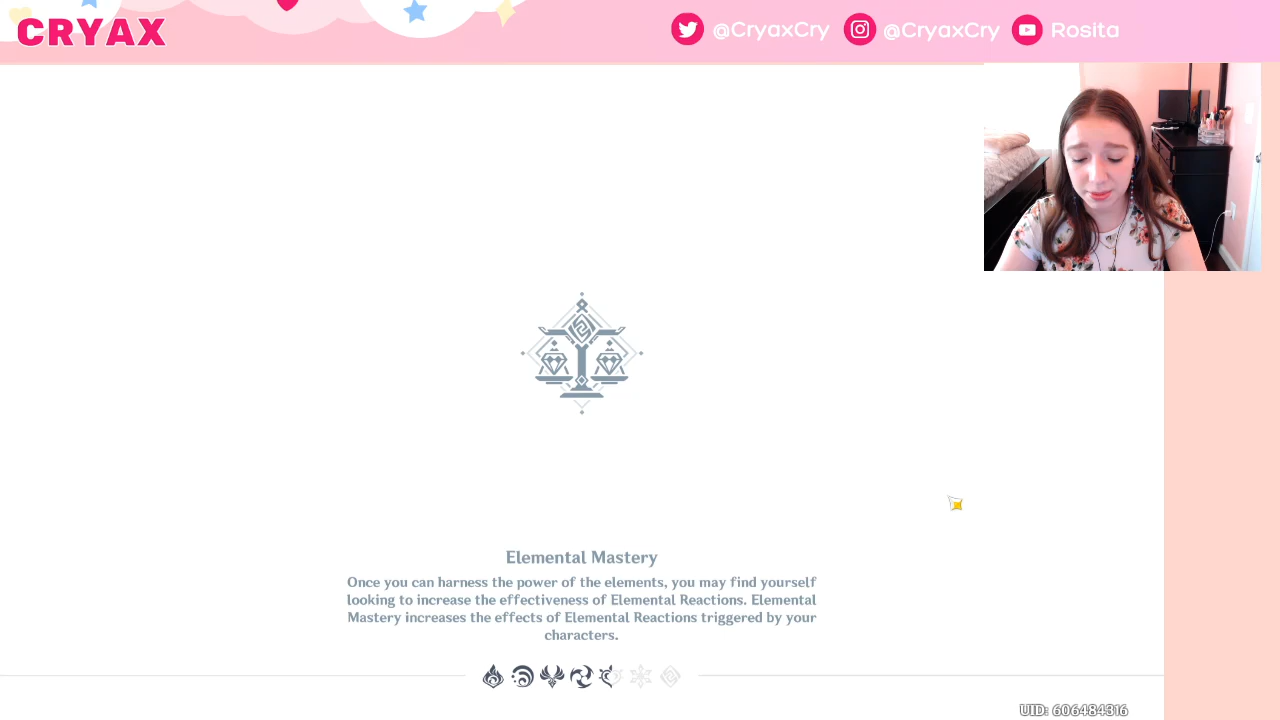 CRYAX
@CryaxCry
@CryaxCry
Rosita
Elemental Mastery
Once you can harness the power of the elements, you may find yourself
looking to increase the effectiveness of Elemental Reactions. Elemental
Mastery increases the effects of Elemental Reactions triggered by your
characters.
UID: 606484316